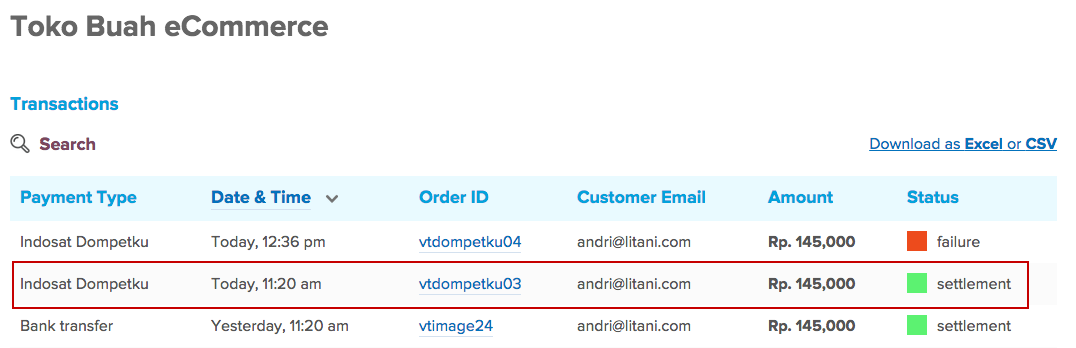 Toko Buah eCommerce
Transactions
Search
Download as Excel or CSV
Payment Type Date & Time Order ID Customer Email Amount Status
Indosat Dompetku Today, 12:36 pm vtdompetku04 andri@litani.com Rp. 145,000 failure
Indosat Dompetku Today, 11:20 am vtdompetku03 andri@litani.com Rp. 145,000 settlement
Bank transfer Yesterday, 11:20 am vtimage24 andri@litani.com Rp. 145,000 settlement